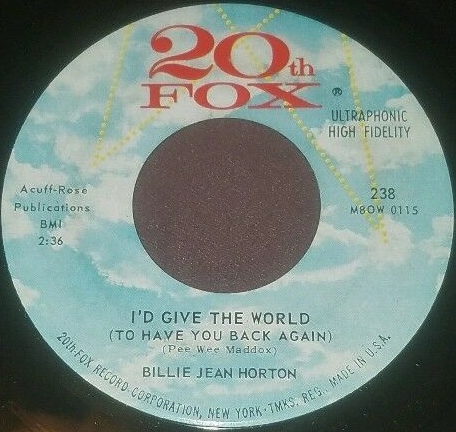 20th
FOX ®
ULTRAPHONIC
HIGH FIDELITY
Acuff-Rose
Publications
BMI
2:36
238
M8OW 0115
I'D GIVE THE WORLD
(TO HAVE YOU BACK AGAIN)
(Pee Wee Maddox)
BILLIE JEAN HORTON
20th-FOX RECORD CORPORATION, NEW YORK·TMKS. REG., MADE IN U.S.A.